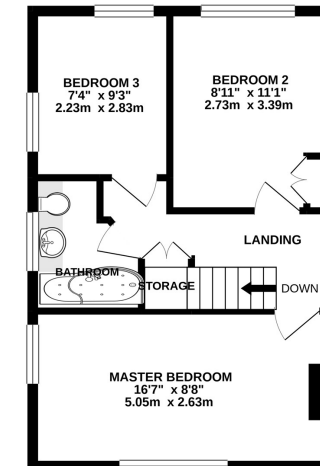 BEDROOM 3
7'4" x 9'3"
2.23m x 2.83m
BEDROOM 2
8'11" x 11'1"
2.73m x 3.39m
LANDING
BATHROOM
STORAGE
DOWN
MASTER BEDROOM
16'7" x 8'8"
5.05m x 2.63m